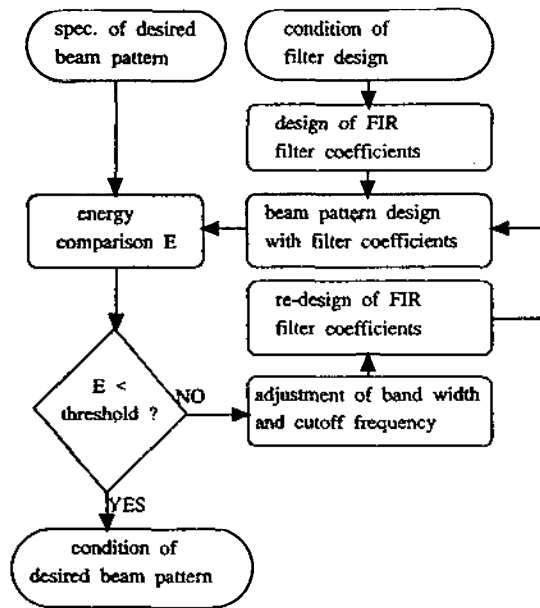 spec. of desired
beam pattern
condition of
filter design
design of FIR
filter coefficients
energy
comparison E
beam pattern design
with filter coefficients
re-design of FIR
filter coefficients
E <
threshold ?
NO
adjustment of band width
and cutoff frequency
YES
condition of
desired beam pattern